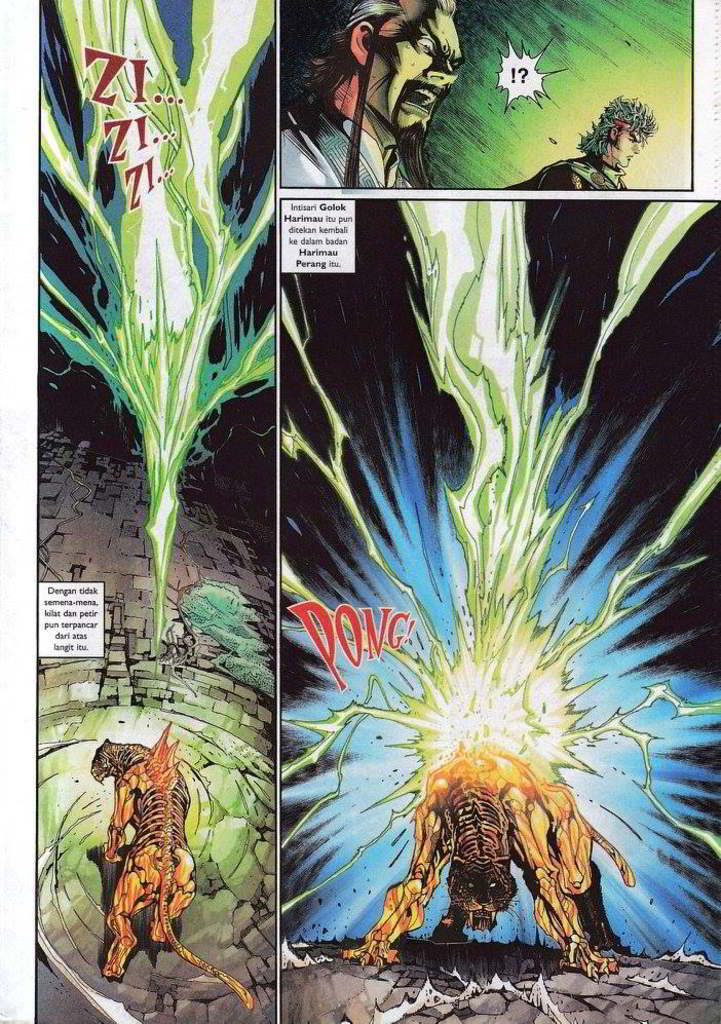 ZI...
ZI...
ZI...
!?
Intisari Golok
Harimau itu pun
ditekan kembali
ke dalam badan
Harimau
Perang itu.
Dengan tidak
semena-mena,
kilat dan petir
pun terpancar
dari atas
langit itu.
PONG!